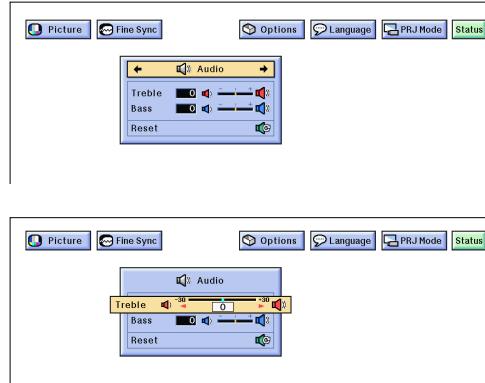 Picture Fine Sync Options Language PRJ Mode Status
Audio
Treble 0 - +
Bass 0 - +
Reset
Picture Fine Sync Options Language PRJ Mode Status
Audio
Treble -30 0 +30
Bass 0 - +
Reset